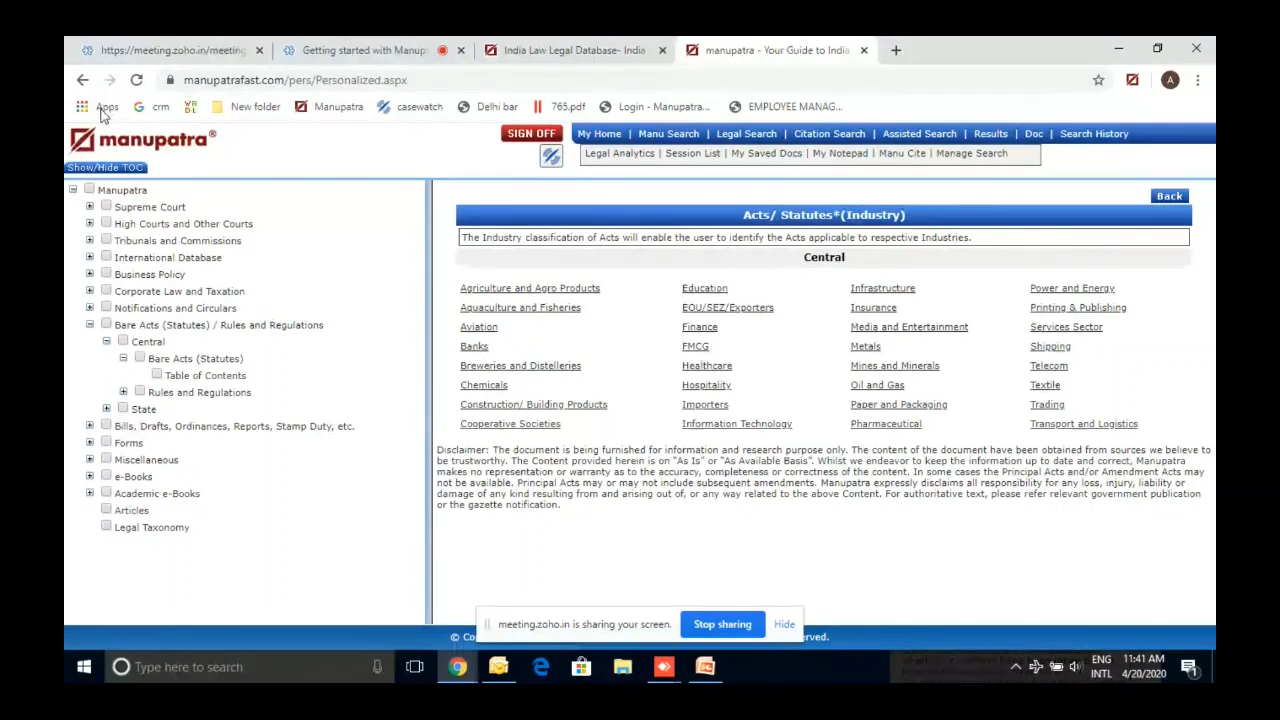 https://meeting.zoho.in/meeting
Getting started with Manup
India Law Legal Database- India
manupatra - Your Guide to India
manupatrafast.com/pers/Personalized.aspx
A
Apps
crm
New folder
Manupatra
casewatch
Delhi bar
765.pdf
Login - Manupatra...
EMPLOYEE MANAG...
manupatra®
SIGN OFF
My Home | Manu Search | Legal Search | Citation Search | Assisted Search | Results | Doc | Search History
Legal Analytics | Session List | My Saved Docs | My Notepad | Manu Cite | Manage Search
Show/Hide TOC
Manupatra
Supreme Court
High Courts and Other Courts
Tribunals and Commissions
International Database
Business Policy
Corporate Law and Taxation
Notifications and Circulars
Bare Acts (Statutes) / Rules and Regulations
Central
Bare Acts (Statutes)
Table of Contents
Rules and Regulations
State
Bills, Drafts, Ordinances, Reports, Stamp Duty, etc.
Forms
Miscellaneous
e-Books
Academic e-Books
Articles
Legal Taxonomy
Back
Acts/ Statutes*(Industry)
The Industry classification of Acts will enable the user to identify the Acts applicable to respective Industries.
Central
Agriculture and Agro Products Education Infrastructure Power and Energy
Aquaculture and Fisheries EOU/SEZ/Exporters Insurance Printing & Publishing
Aviation Finance Media and Entertainment Services Sector
Banks FMCG Metals Shipping
Breweries and Distelleries Healthcare Mines and Minerals Telecom
Chemicals Hospitality Oil and Gas Textile
Construction/ Building Products Importers Paper and Packaging Trading
Cooperative Societies Information Technology Pharmaceutical Transport and Logistics
Disclaimer: The document is being furnished for information and research purpose only. The content of the document have been obtained from sources we believe to
be trustworthy. The Content provided herein is on "As Is" or "As Available Basis". Whilst we endeavor to keep the information up to date and correct, Manupatra
makes no representation or warranty as to the accuracy, completeness or correctness of the content. In some cases the Principal Acts and/or Amendment Acts may
not be available. Principal Acts may or may not include subsequent amendments. Manupatra expressly disclaims all responsibility for any loss, injury, liability or
damage of any kind resulting from and arising out of, or any way related to the above Content. For authoritative text, please refer relevant government publication
or the gazette notification.
meeting.zoho.in is sharing your screen. Stop sharing Hide
© Co
erved.
Type here to search
ENG
INTL
11:41 AM
4/20/2020
1